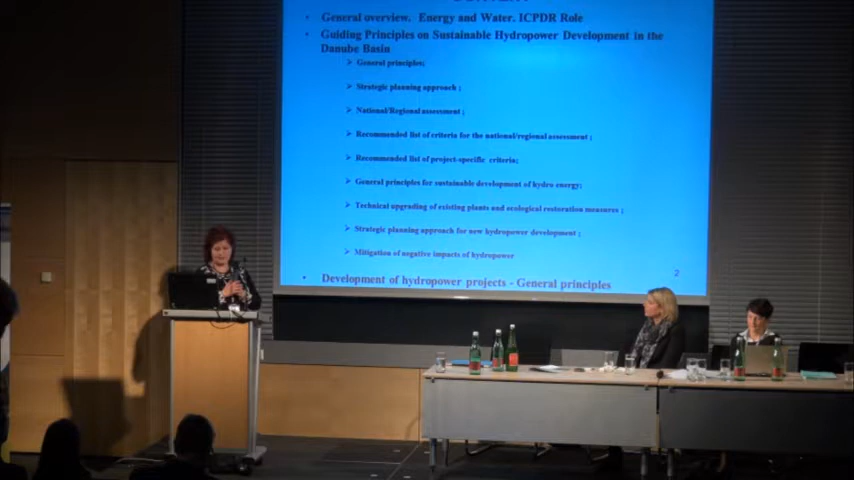 • General overview. Energy and Water. ICPDR Role
• Guiding Principles on Sustainable Hydropower Development in the
Danube Basin
➢ General principles;
➢ Strategic planning approach ;
➢ National/Regional assessment ;
➢ Recommended list of criteria for the national/regional assessment ;
➢ Recommended list of project-specific criteria;
➢ General principles for sustainable development of hydro energy;
➢ Technical upgrading of existing plants and ecological restoration measures ;
➢ Strategic planning approach for new hydropower development ;
➢ Mitigation of negative impacts of hydropower
2
• Development of hydropower projects - General principles